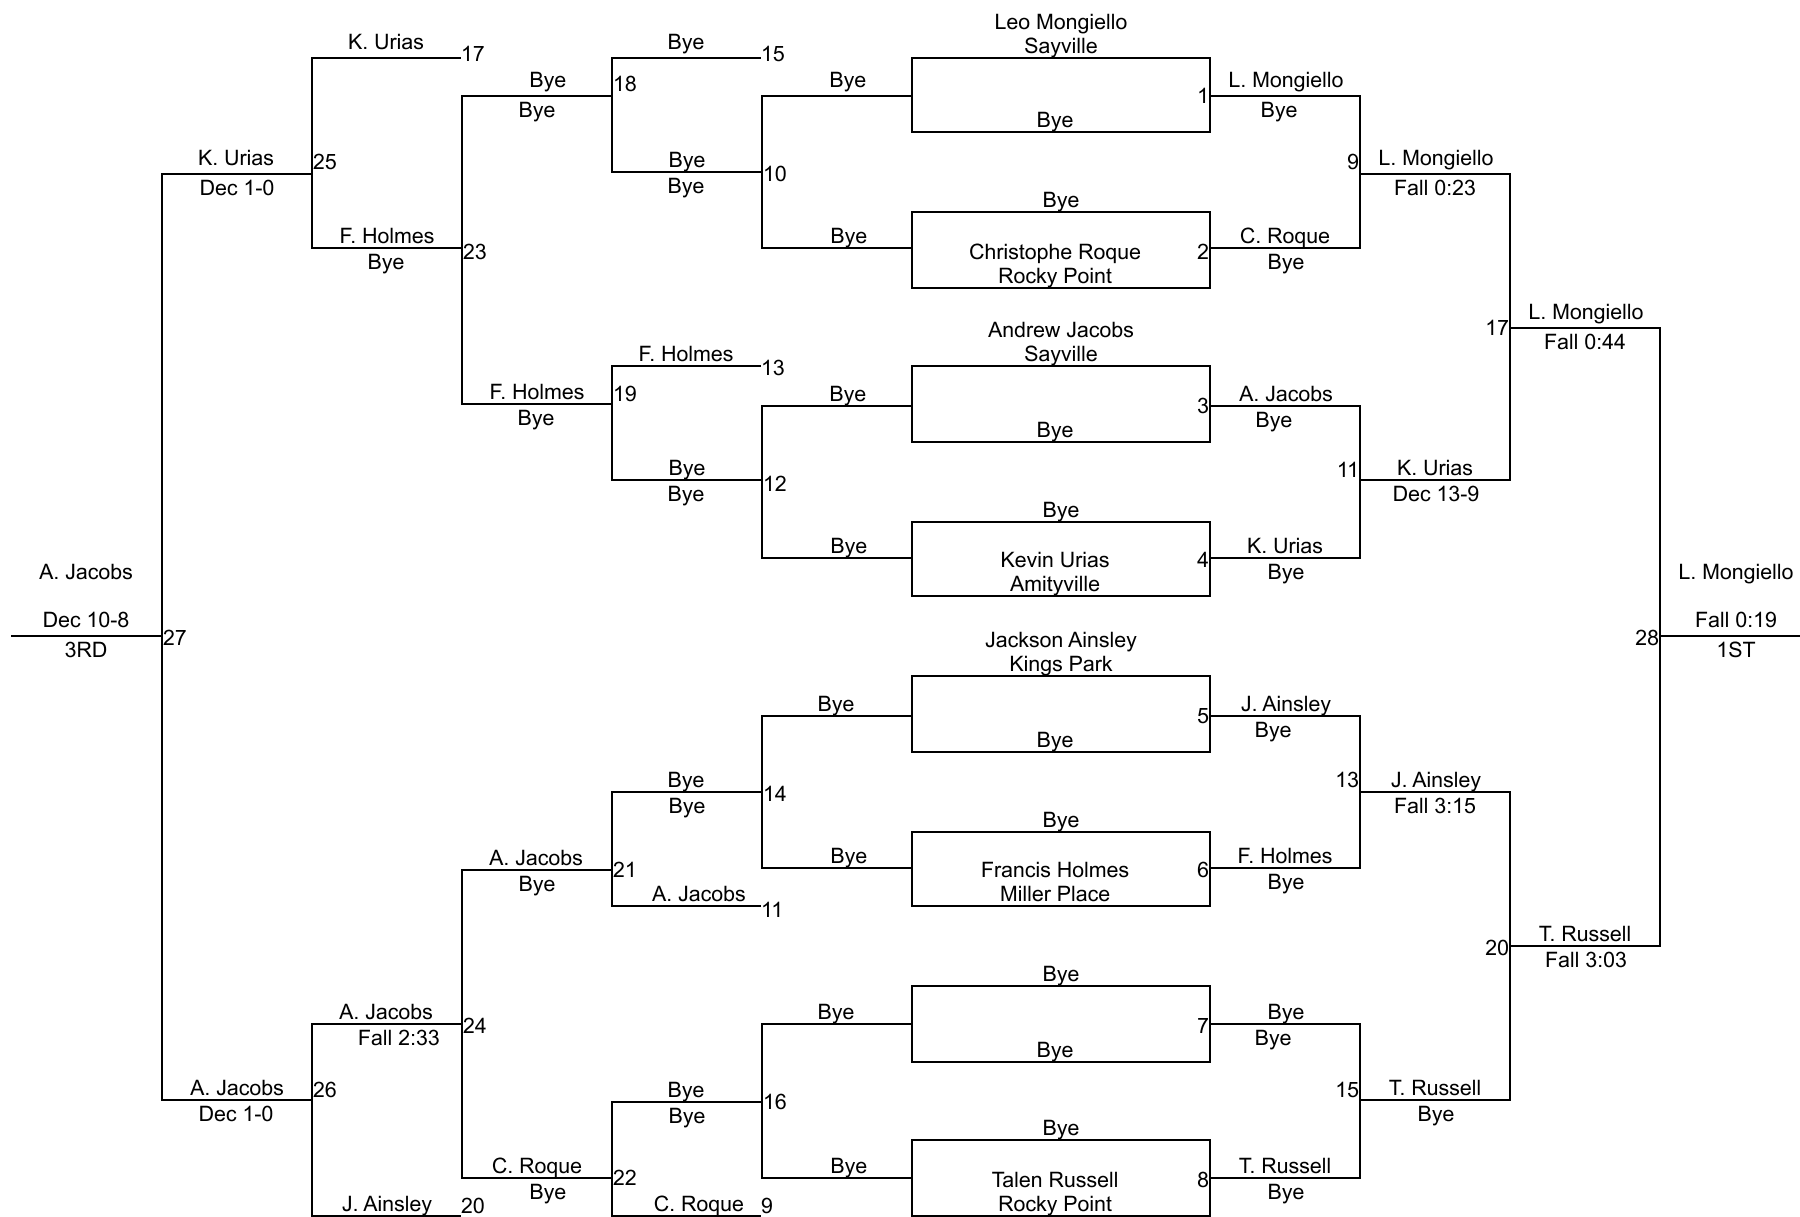 Leo Mongiello
Sayville
K. Urias
17
Bye
15
Bye
Bye
18
Bye
1
L. Mongiello
Bye
Bye
K. Urias
Dec 1-0
25
Bye
Bye
10
9
L. Mongiello
Fall 0:23
Bye
F. Holmes
Bye
23
Bye
Christophe Roque
Rocky Point
2
C. Roque
Bye
Andrew Jacobs
Sayville
17
L. Mongiello
Fall 0:44
F. Holmes
13
F. Holmes
Bye
19
Bye
3
A. Jacobs
Bye
Bye
Bye
Bye
12
11
K. Urias
Dec 13-9
Bye
Bye
Kevin Urias
Amityville
4
K. Urias
Bye
A. Jacobs
Dec 10-8
3RD
27
L. Mongiello
Fall 0:19
1ST
28
Jackson Ainsley
Kings Park
Bye
5
J. Ainsley
Bye
Bye
Bye
Bye
14
13
J. Ainsley
Fall 3:15
Bye
A. Jacobs
Bye
21
Bye
Francis Holmes
Miller Place
6
F. Holmes
Bye
A. Jacobs
11
20
T. Russell
Fall 3:03
Bye
A. Jacobs
Fall 2:33
24
Bye
7
Bye
Bye
Bye
A. Jacobs
Dec 1-0
26
Bye
Bye
16
15
T. Russell
Bye
Bye
C. Roque
Bye
22
Bye
Talen Russell
Rocky Point
8
T. Russell
Bye
J. Ainsley
20
C. Roque
9